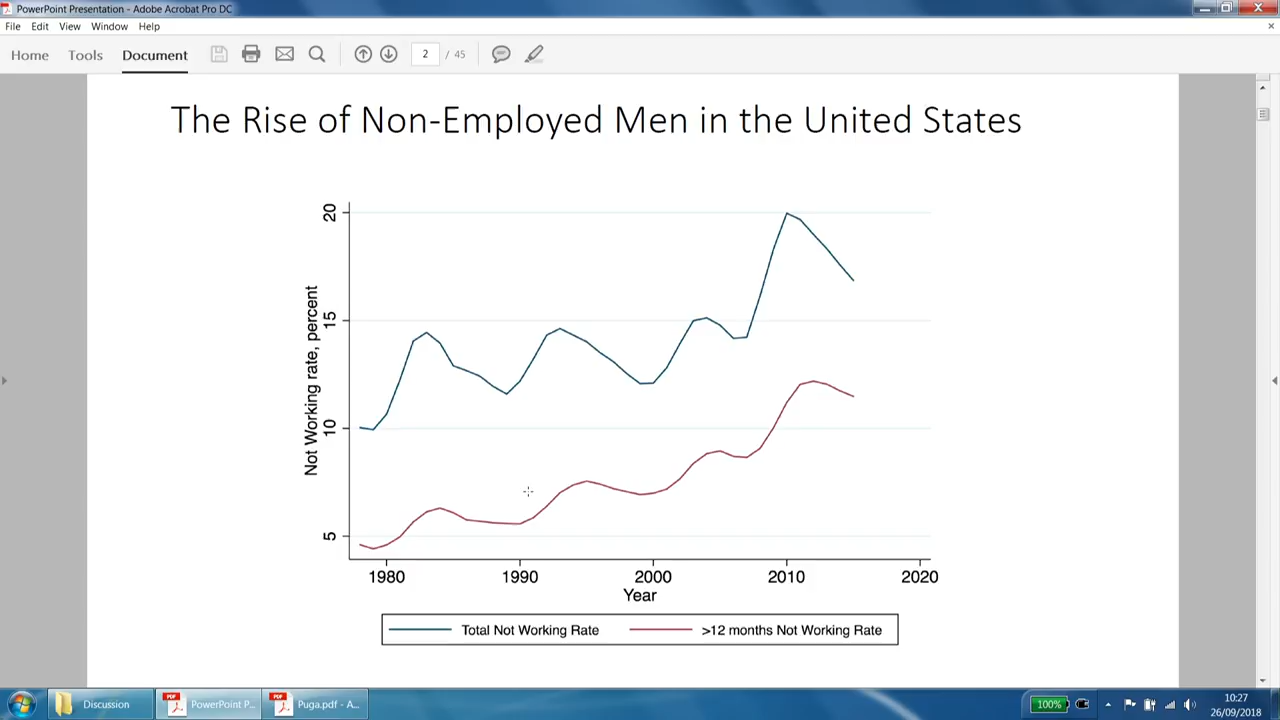 PowerPoint Presentation - Adobe Acrobat Pro DC
File Edit View Window Help
Home Tools Document 2 / 45
The Rise of Non-Employed Men in the United States
20
15
10
5
Not Working rate, percent
1980 1990 2000 2010 2020
Year
Total Not Working Rate >12 months Not Working Rate
Discussion PowerPoint P... Puga.pdf - A...
100% 10:27
26/09/2018